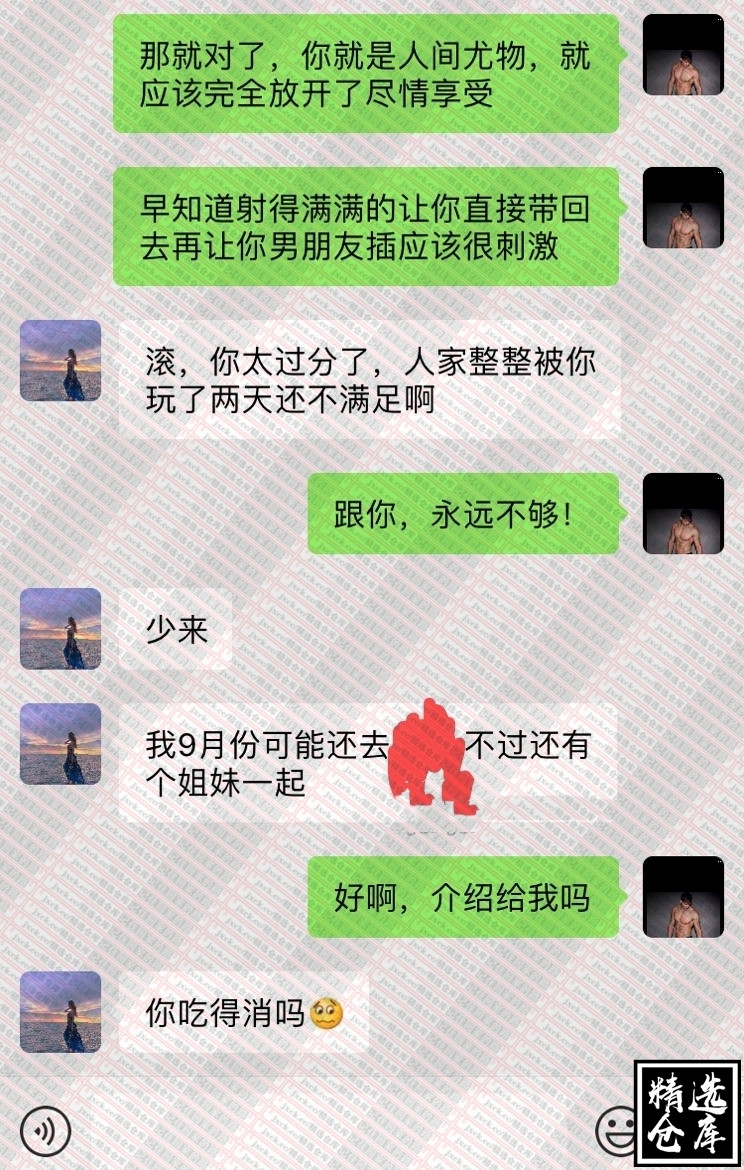 那就对了，你就是人间尤物，就
应该完全放开了尽情享受
早知道射得满满的让你直接带回
去再让你男朋友插应该很刺激
滚，你太过分了，人家整整被你
玩了两天还不满足啊
跟你，永远不够！
少来
我9月份可能还去 不过还有
个姐妹一起
好啊，介绍给我吗
你吃得消吗
精选
仓库